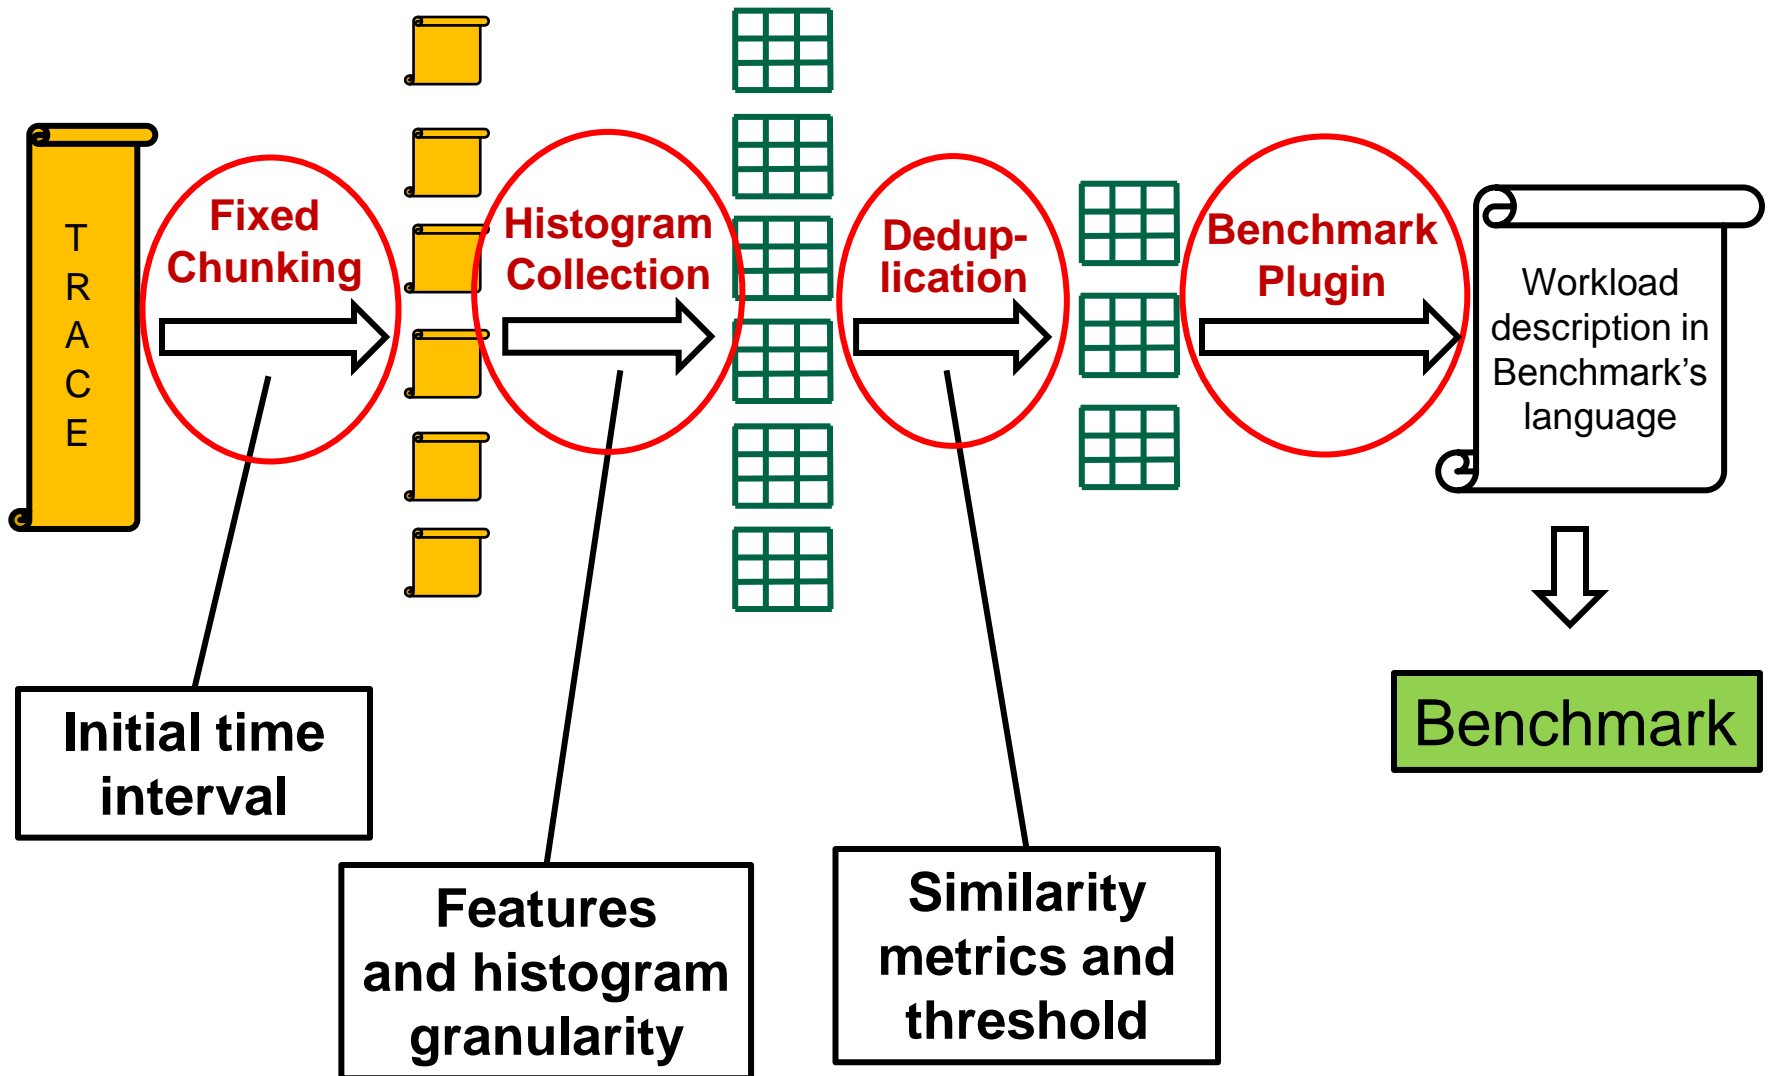 T
R
A
C
E
Fixed
Chunking
Histogram
Collection
Dedup-
lication
Benchmark
Plugin
Workload
description in
Benchmark's
language
Initial time
interval
Features
and histogram
granularity
Similarity
metrics and
threshold
Benchmark